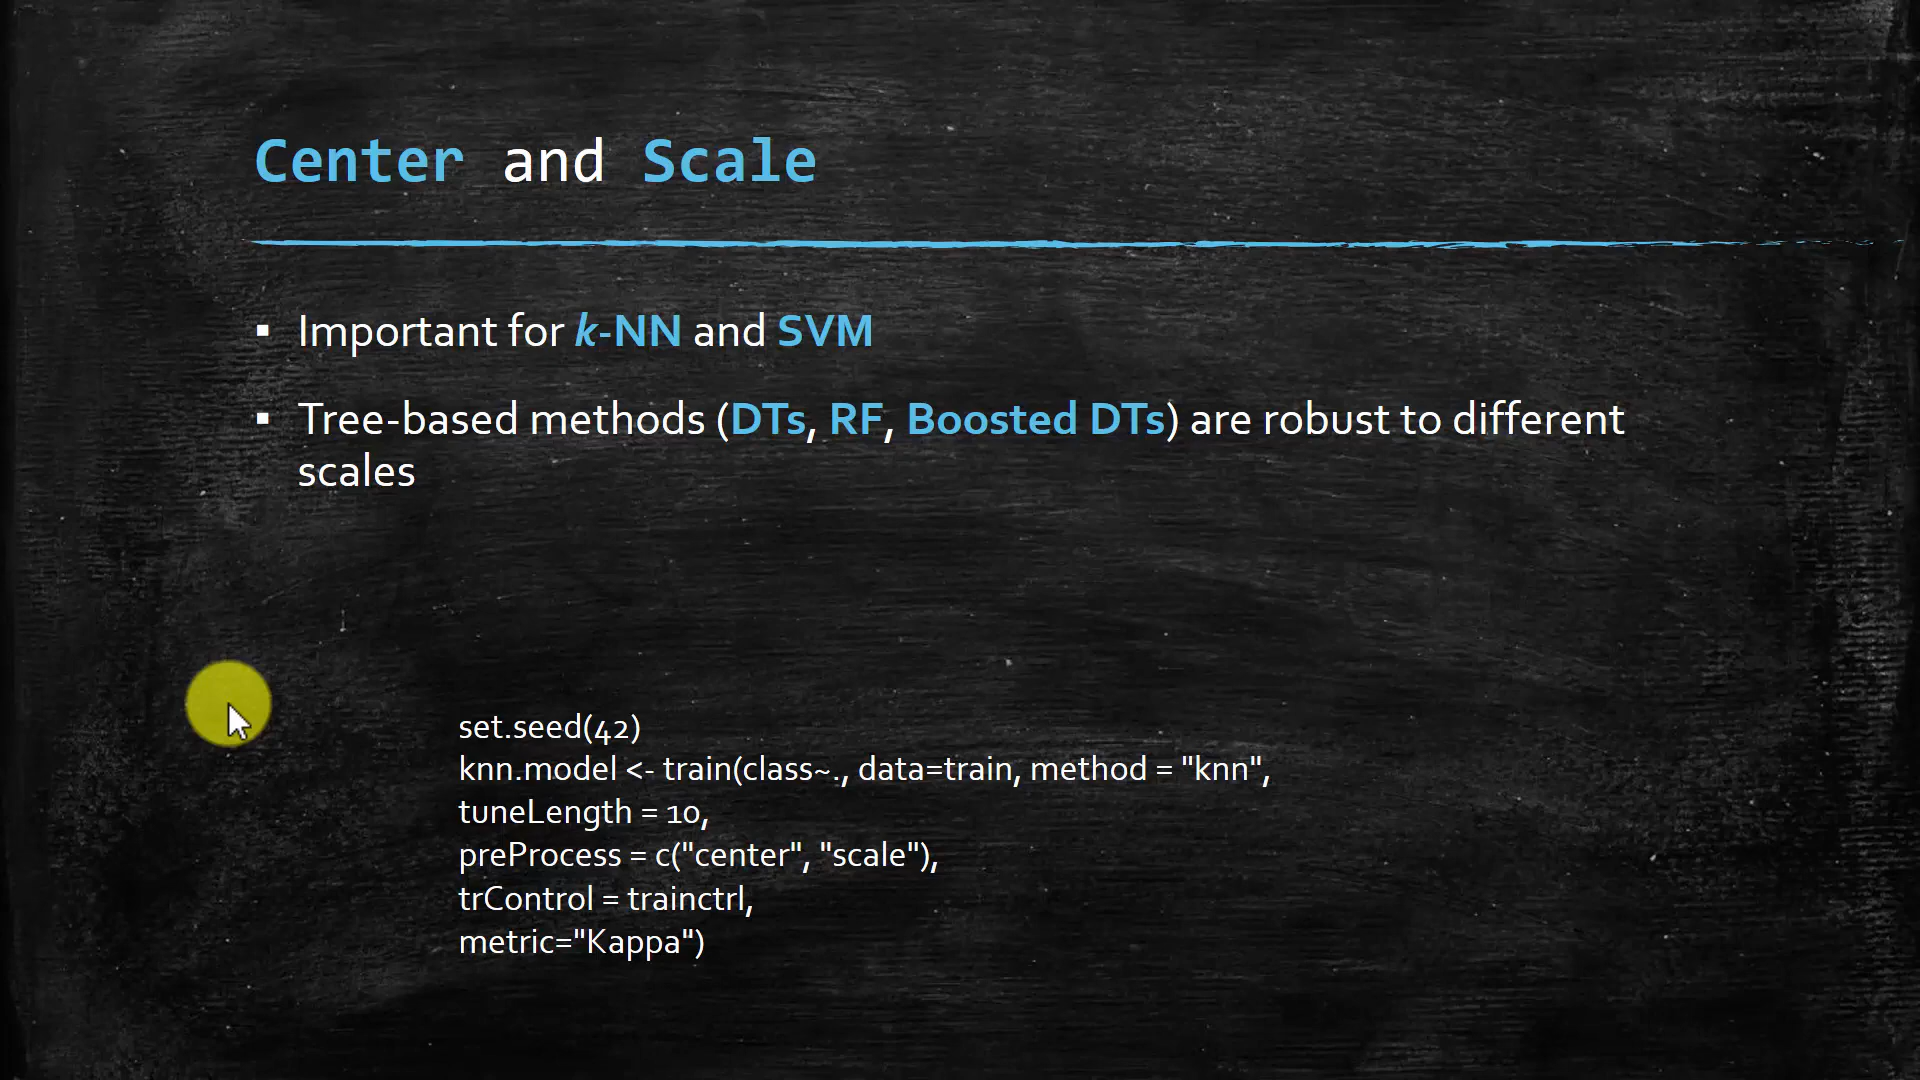 Center and Scale
▪ Important for k-NN and SVM
▪ Tree-based methods (DTs, RF, Boosted DTs) are robust to different
scales
set.seed(42)
knn.model <- train(class~., data=train, method = "knn",
tuneLength = 10,
preProcess = c("center", "scale"),
trControl = trainctrl,
metric="Kappa")